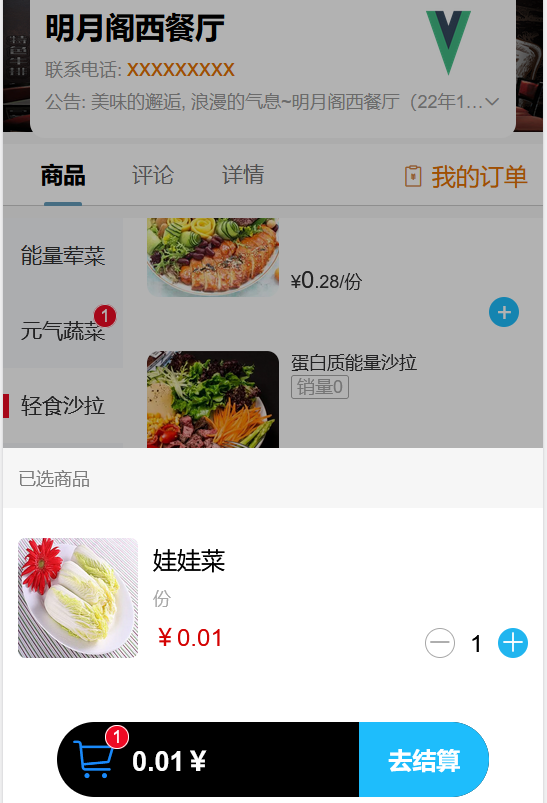 明月阁西餐厅
联系电话: XXXXXXXXX
公告: 美味的邂逅, 浪漫的气息~明月阁西餐厅（22年1...
商品 评论 详情 我的订单
能量荤菜
¥0.28/份
元气蔬菜 1
蛋白质能量沙拉
销量0
轻食沙拉
已选商品
娃娃菜
份
￥0.01
1
1
0.01￥
去结算